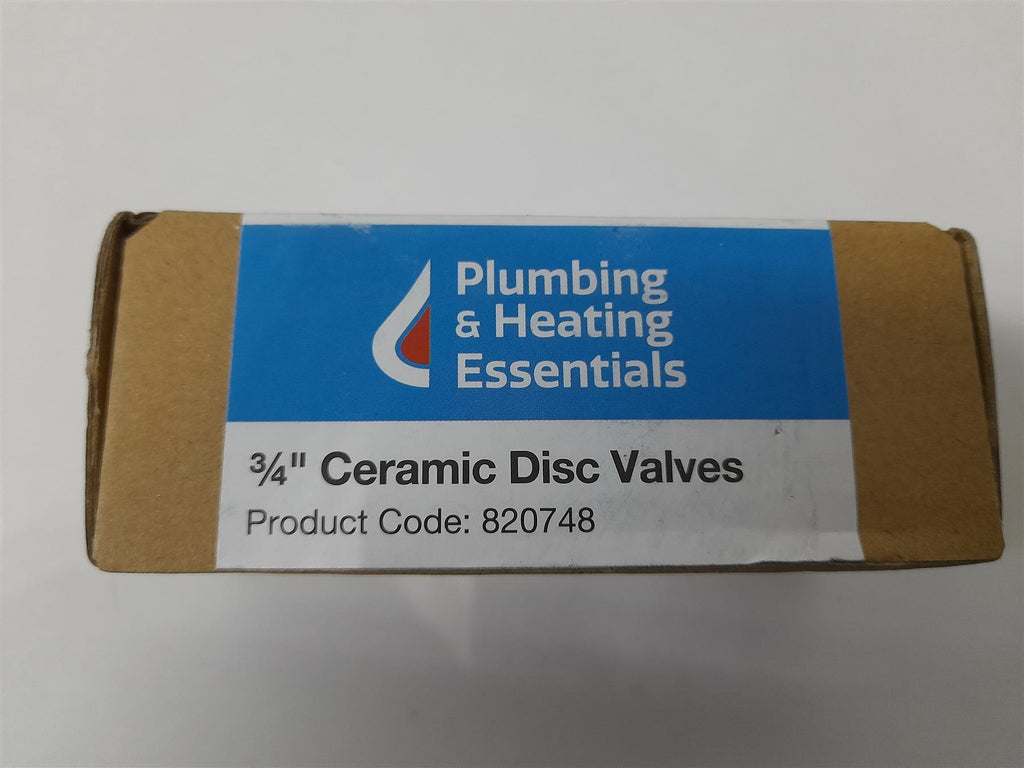 Plumbing
& Heating
Essentials
¾" Ceramic Disc Valves
Product Code: 820748